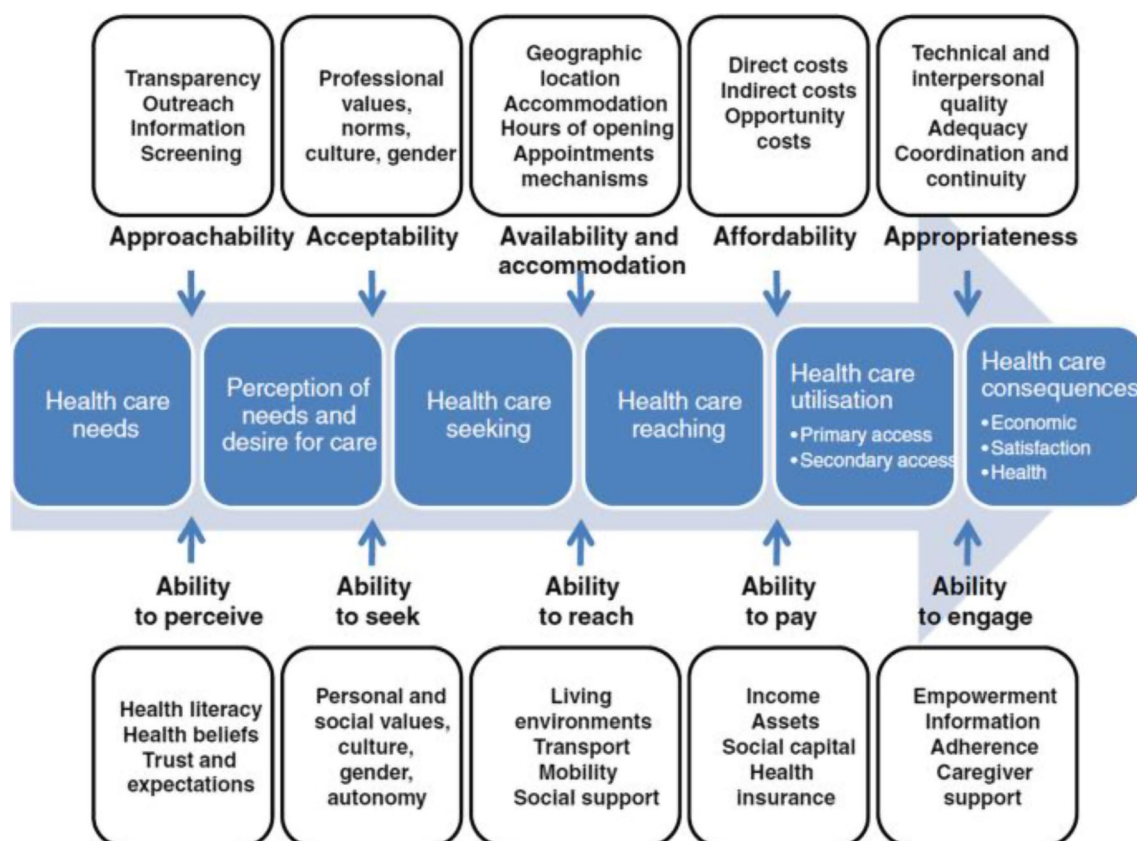 Transparency
Outreach
Information
Screening
Professional
values,
norms,
culture, gender
Geographic
location
Accommodation
Hours of opening
Appointments
mechanisms
Direct costs
Indirect costs
Opportunity
costs
Technical and
interpersonal
quality
Adequacy
Coordination and
continuity
Approachability
Acceptability
Availability and
accommodation
Affordability
Appropriateness
Health care
needs
Perception of
needs and
desire for care
Health care
seeking
Health care
reaching
Health care
utilisation
•Primary access
•Secondary access
Health care
consequences
•Economic
•Satisfaction
•Health
Ability
to perceive
Ability
to seek
Ability
to reach
Ability
to pay
Ability
to engage
Health literacy
Health beliefs
Trust and
expectations
Personal and
social values,
culture,
gender,
autonomy
Living
environments
Transport
Mobility
Social support
Income
Assets
Social capital
Health
insurance
Empowerment
Information
Adherence
Caregiver
support